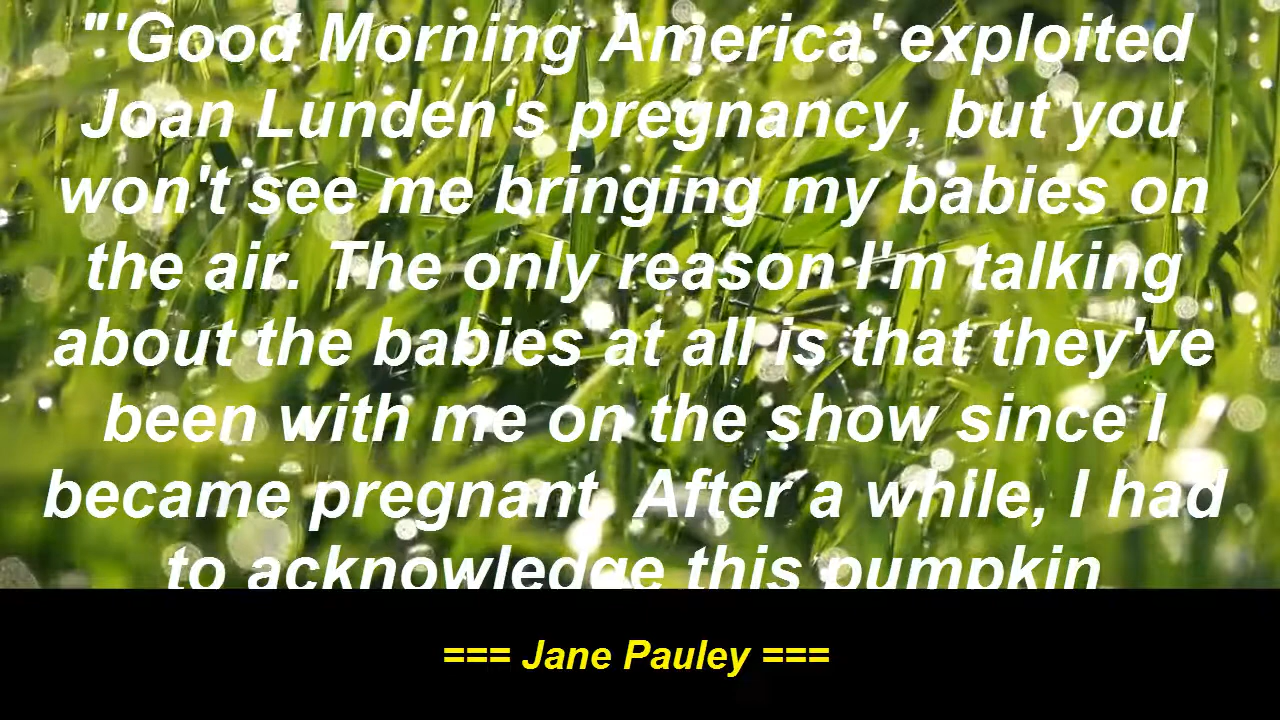 "'Good Morning America' exploited
Joan Lunden's pregnancy, but you
won't see me bringing my babies on
the air. The only reason I'm talking
about the babies at all is that they've
been with me on the show since I
became pregnant. After a while, I had
to acknowledge this pumpkin
=== Jane Pauley ===